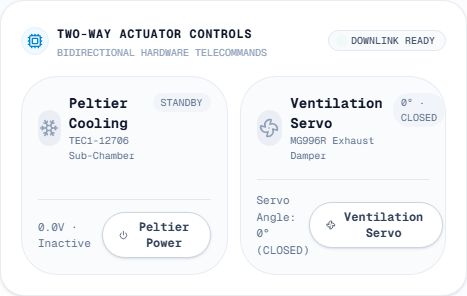 TWO-WAY ACTUATOR CONTROLS
BIDIRECTIONAL HARDWARE TELECOMMANDS
DOWNLINK READY
Peltier
Cooling
TEC1-12706
Sub-Chamber
STANDBY
0.0V ·
Inactive
Peltier
Power
Ventilation
Servo
MG996R Exhaust
Damper
0° ·
CLOSED
Servo
Angle:
0°
(CLOSED)
Ventilation
Servo